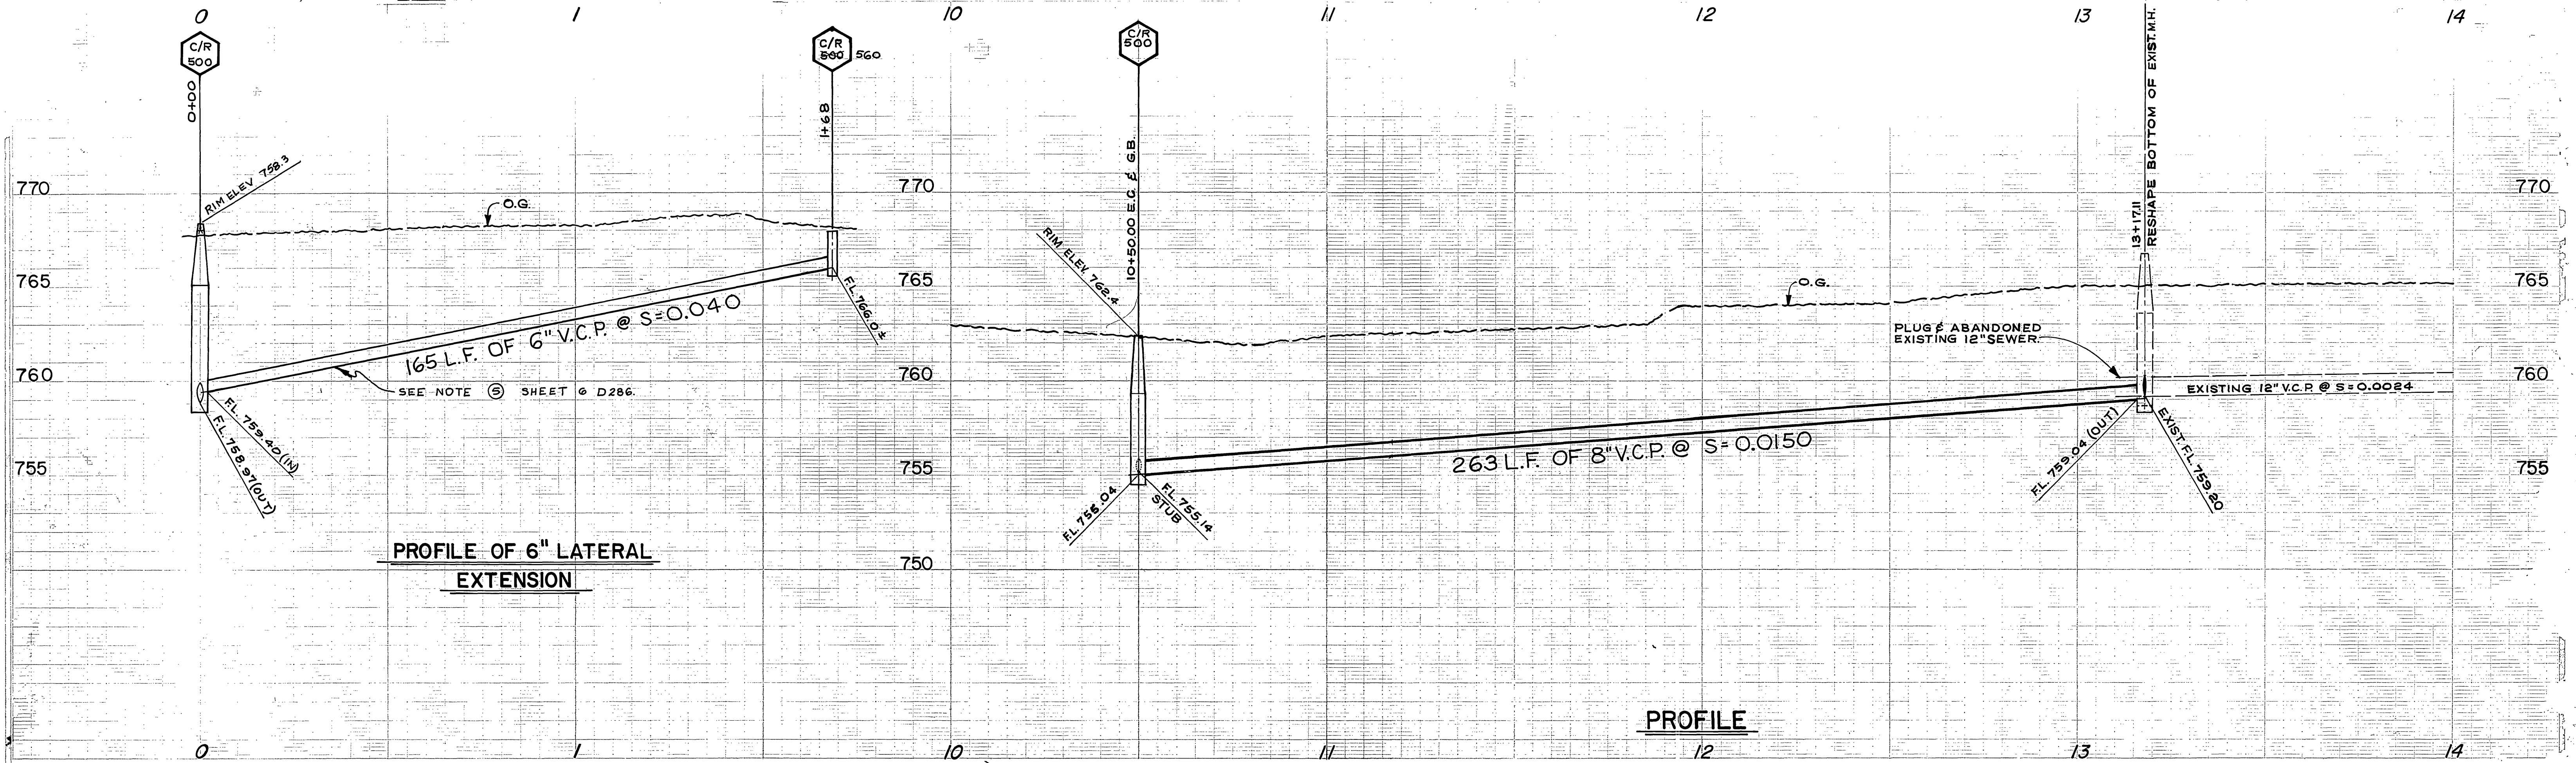 0 1 10 11 12 13 14
C/R
500
0+00
RIM ELEV 758.3
O.G.
C/R
500 560
1+68
F.L. 766.0±
165 L.F. OF 6" V.C.P. @ S=0.040
SEE NOTE 5 SHEET 6 D286.
F.L. 759.40 (IN)
F.L. 758.97 (OUT)
770
765
760
755
PROFILE OF 6" LATERAL
EXTENSION
770
765
760
755
750
C/R
500
10+50.00 E.C. & G.B.
RIM ELEV. 762.4
F.L. 755.14
STUB
263 L.F. OF 8" V.C.P. @ S=0.0150
O.G.
PLUG & ABANDONED
EXISTING 12" SEWER.
13+17.11
RESHAPE BOTTOM OF EXIST. M.H.
EXISTING 12" V.C.P. @ S=0.0024
F.L. 759.04 (OUT)
EXIST. F.L. 759.20
770
765
760
755
PROFILE
0 1 10 11 12 13 14